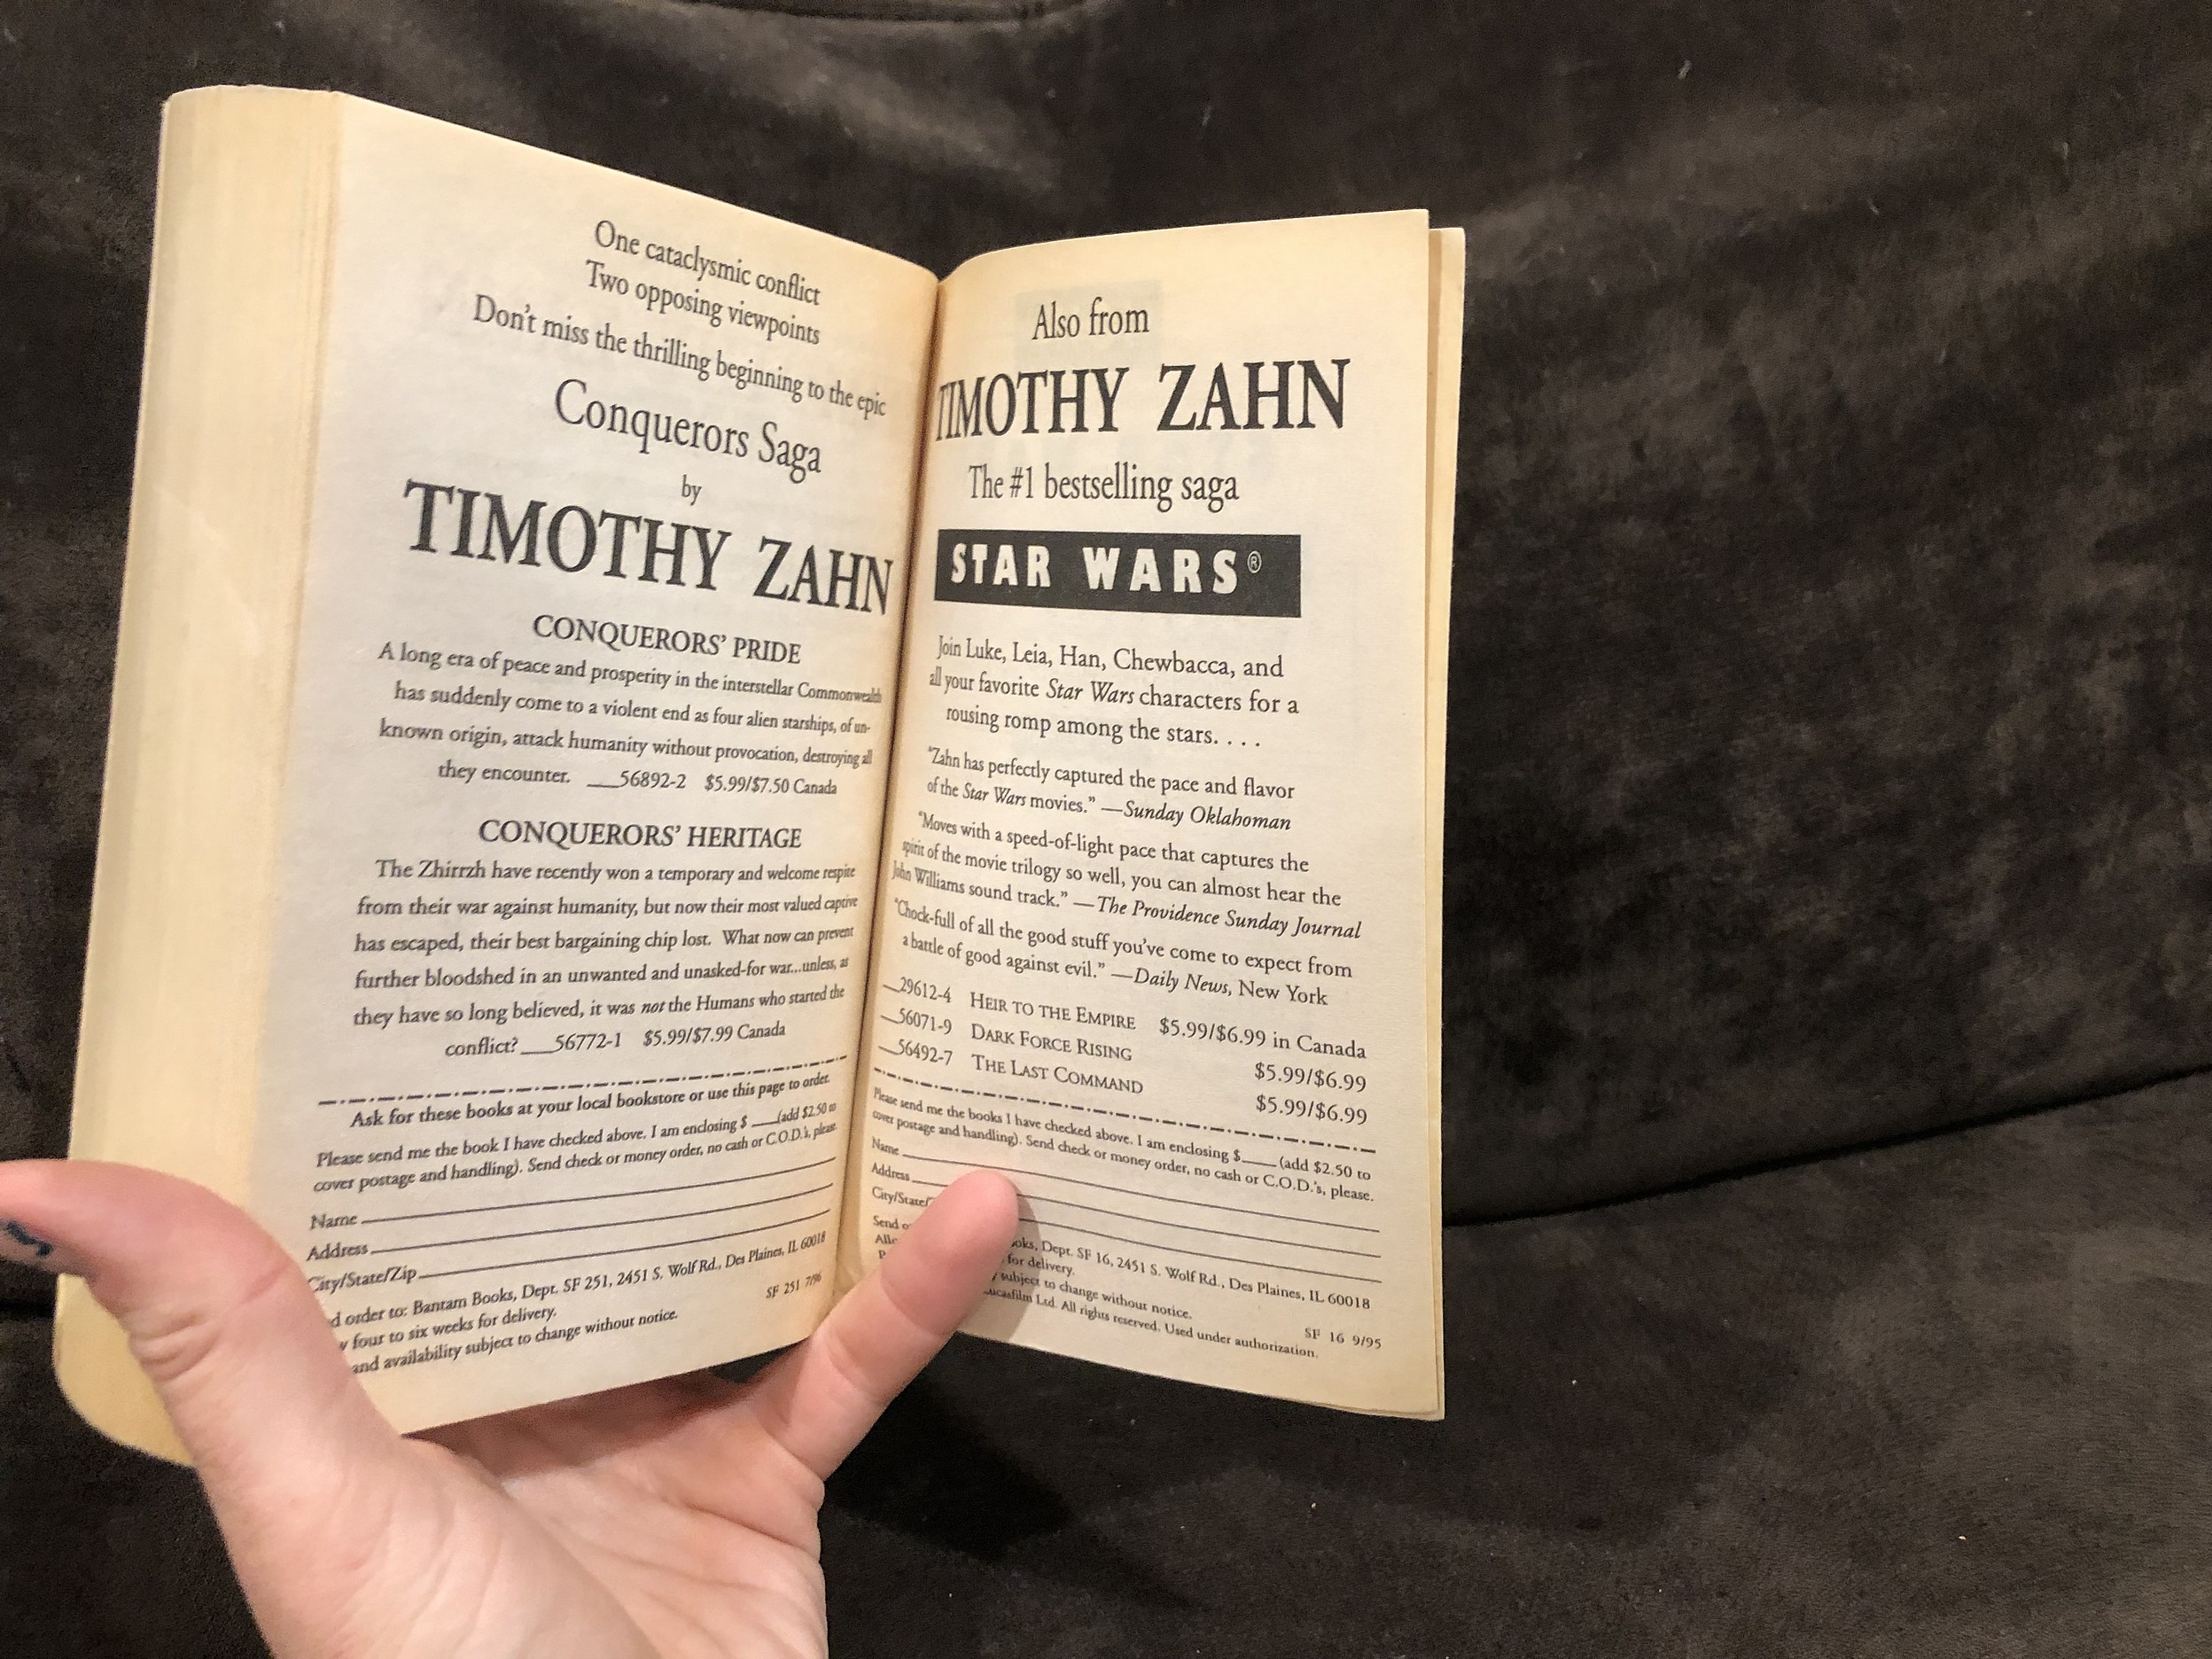 One cataclysmic conflict
Two opposing viewpoints
Don't miss the thrilling beginning to the epic
Conquerors Saga
by
TIMOTHY ZAHN
CONQUERORS' PRIDE
A long era of peace and prosperity in the interstellar Commonwealth
has suddenly come to a violent end as four alien starships, of un-
known origin, attack humanity without provocation, destroying all
they encounter. ___56892-2 $5.99/$7.50 Canada
CONQUERORS' HERITAGE
The Zhirrzh have recently won a temporary and welcome respite
from their war against humanity, but now their most valued captive
has escaped, their best bargaining chip lost. What now can prevent
further bloodshed in an unwanted and unasked-for war...unless, as
they have so long believed, it was not the Humans who started the
conflict? ___56772-1 $5.99/$7.99 Canada
Ask for these books at your local bookstore or use this page to order.
Please send me the book I have checked above. I am enclosing $ ___(add $2.50 to
cover postage and handling). Send check or money order, no cash or C.O.D.'s, please.
Name
Address
City/State/Zip
d order to: Bantam Books, Dept. SF 251, 2451 S. Wolf Rd., Des Plaines, IL 60018
w four to six weeks for delivery.
and availability subject to change without notice. SF 251 7/96
Also from
TIMOTHY ZAHN
The #1 bestselling saga
STAR WARS®
Join Luke, Leia, Han, Chewbacca, and
all your favorite Star Wars characters for a
rousing romp among the stars. . . .
"Zahn has perfectly captured the pace and flavor
of the Star Wars movies." —Sunday Oklahoman
"Moves with a speed-of-light pace that captures the
spirit of the movie trilogy so well, you can almost hear the
John Williams sound track." —The Providence Sunday Journal
"Chock-full of all the good stuff you've come to expect from
a battle of good against evil." —Daily News, New York
__29612-4 HEIR TO THE EMPIRE $5.99/$6.99 in Canada
__56071-9 DARK FORCE RISING $5.99/$6.99
__56492-7 THE LAST COMMAND $5.99/$6.99
Please send me the books I have checked above. I am enclosing $____ (add $2.50 to
cover postage and handling). Send check or money order, no cash or C.O.D.'s, please.
Name
Address
City/State/
Send o oks, Dept. SF 16, 2451 S. Wolf Rd., Des Plaines, IL 60018
Allo for delivery.
P subject to change without notice. SF 16 9/95
ucasfilm Ltd. All rights reserved. Used under authorization.